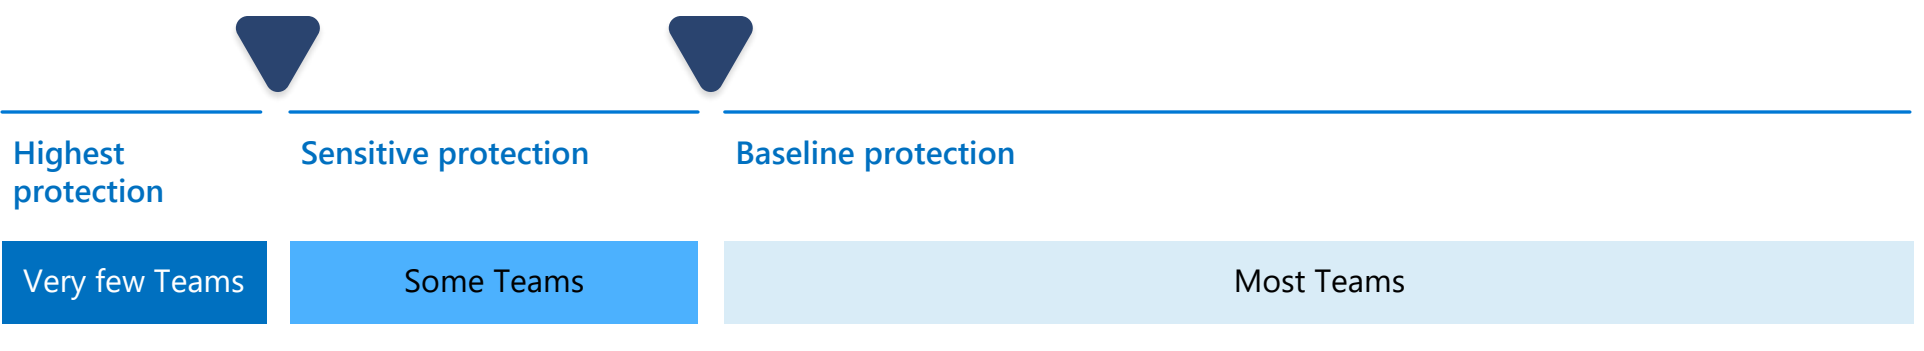 Highest
protection
Sensitive protection
Baseline protection
Very few Teams
Some Teams
Most Teams